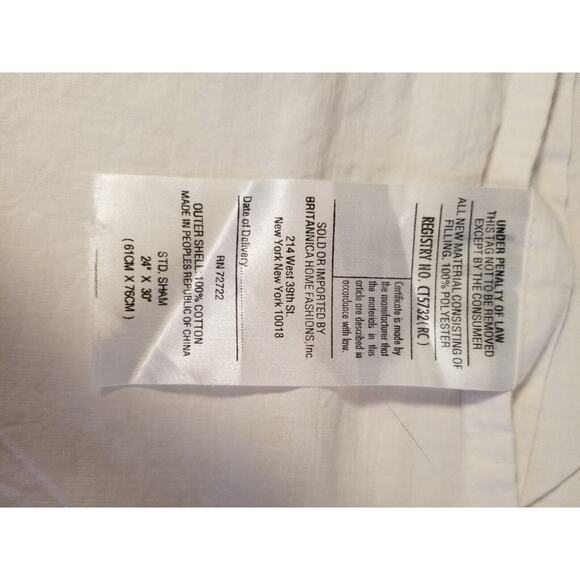 UNDER PENALTY OF LAW
THIS TAG NOT TO BE REMOVED
EXCEPT BY THE CONSUMER
ALL NEW MATERIAL CONSISTING OF
FILLING: 100% POLYESTER
REGISTRY NO. CT5732(RC)
Certificate is made by
the manufacturer that
the materials in this
article are described in
accordance with law.
SOLD OR IMPORTED BY
BRITANNICA HOME FASHIONS, Inc.
214 West 39th St.
New York New York 10018
Date of Delivery
RN 72722
OUTER SHELL: 100% COTTON
MADE IN PEOPLES REPUBLIC OF CHINA
STD. SHAM
24" X 30"
( 61CM X 76CM )